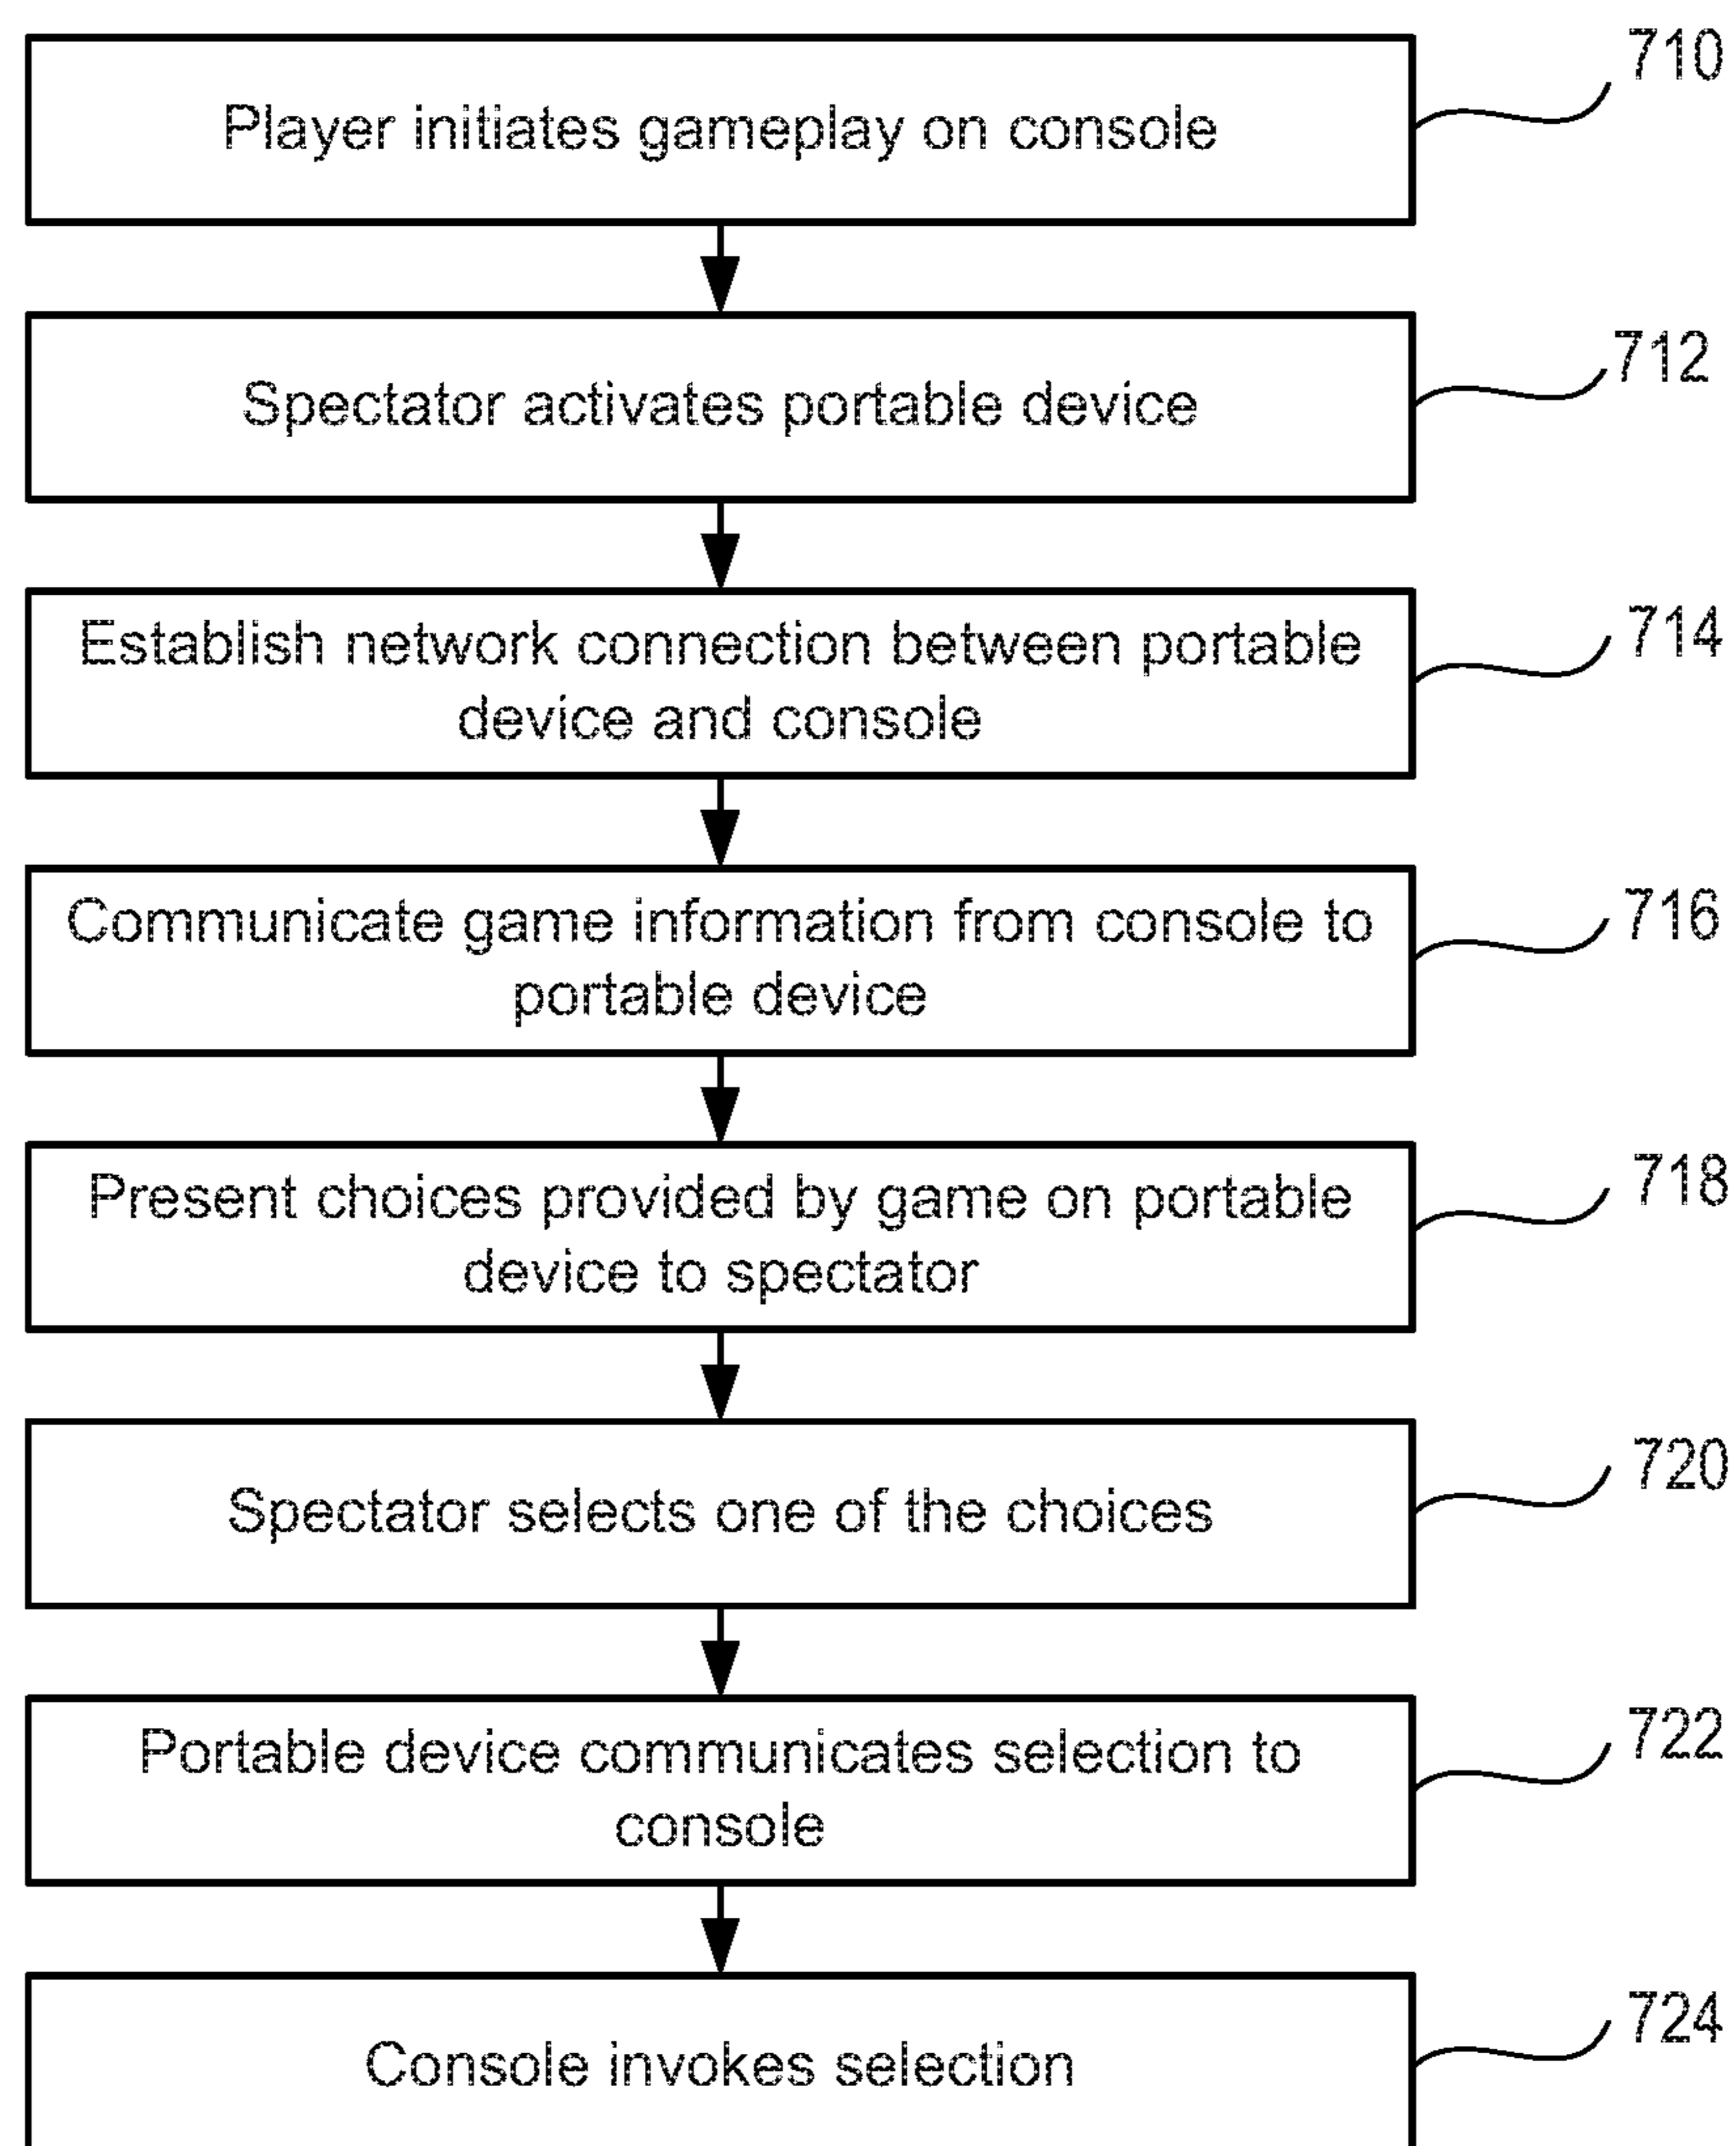 Player initiates gameplay on console
710
Spectator activates portable device
712
Establish network connection between portable
device and console
714
Communicate game information from console to
portable device
716
Present choices provided by game on portable
device to spectator
718
Spectator selects one of the choices
720
Portable device communicates selection to
console
722
Console invokes selection
724